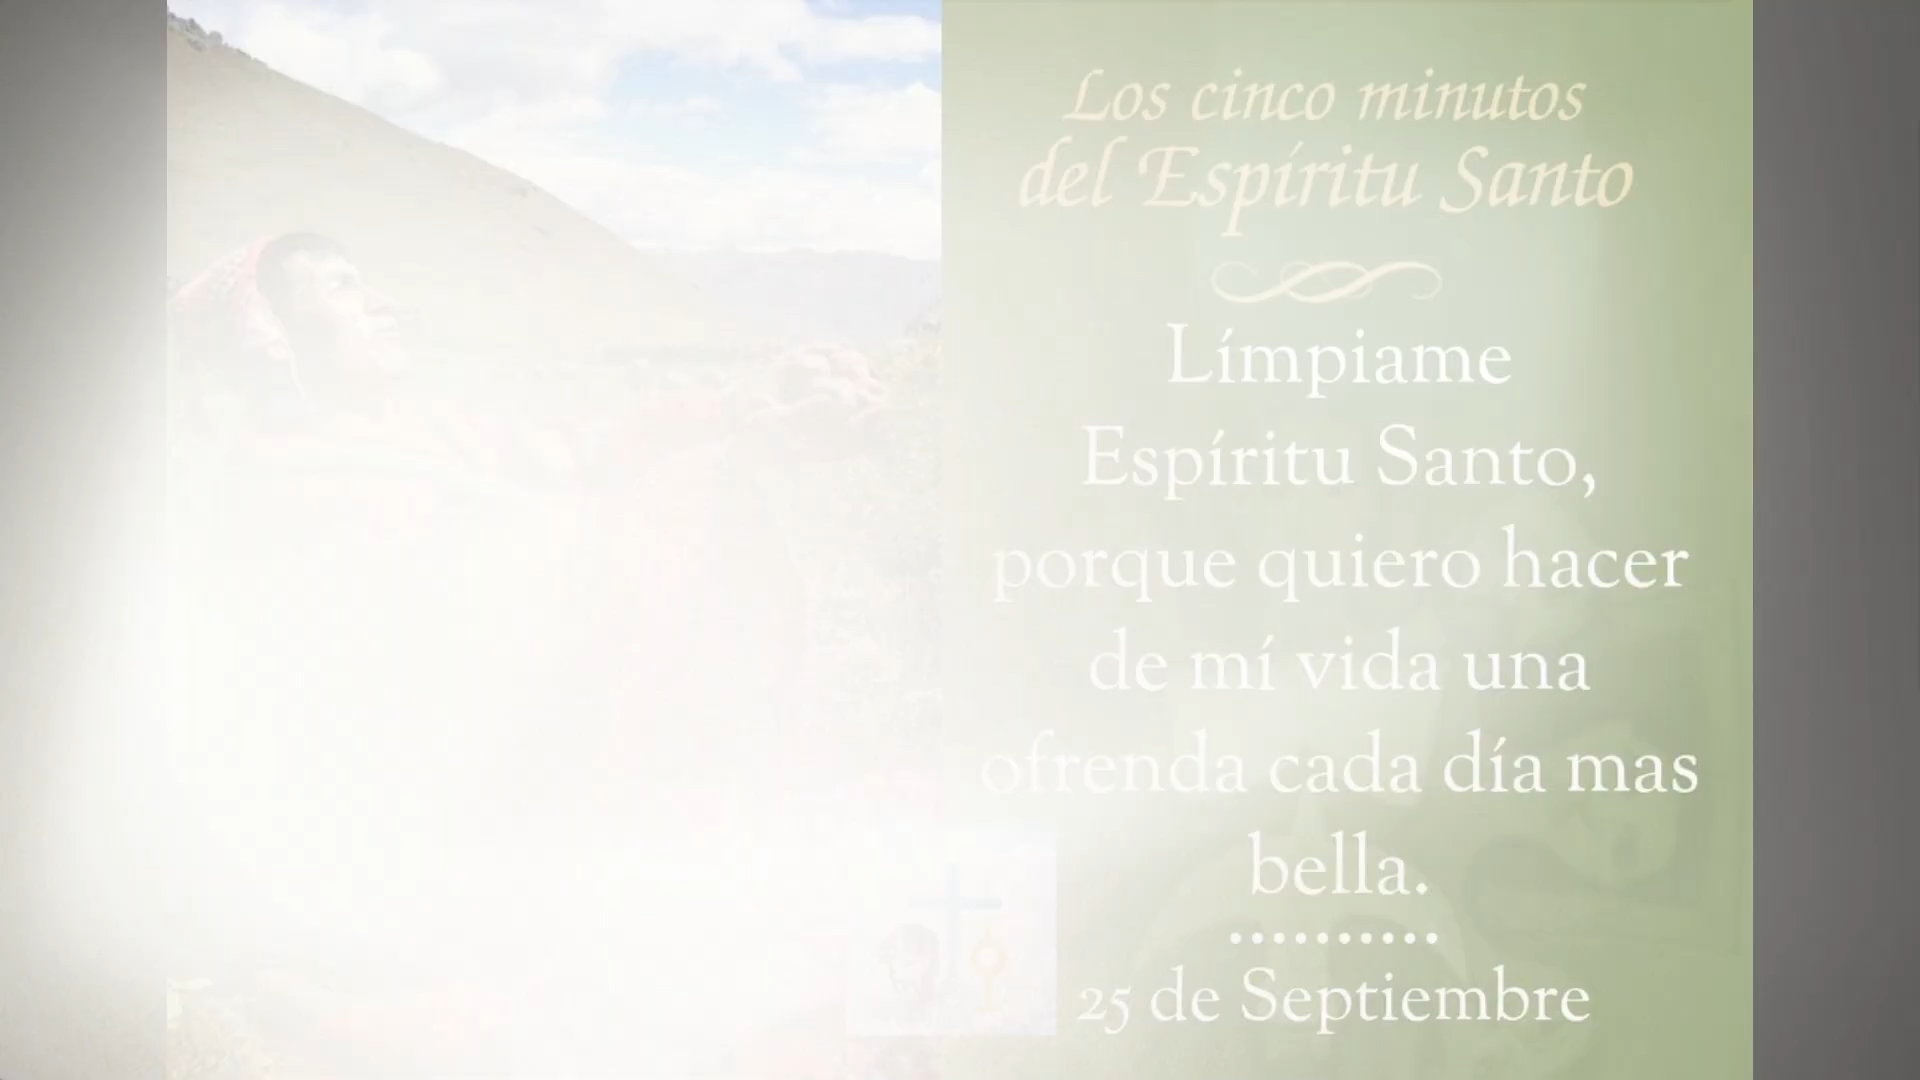 Los cinco minutos
del Espíritu Santo
Límpiame
Espíritu Santo,
porque quiero hacer
de mí vida una
ofrenda cada día mas
bella.
25 de Septiembre